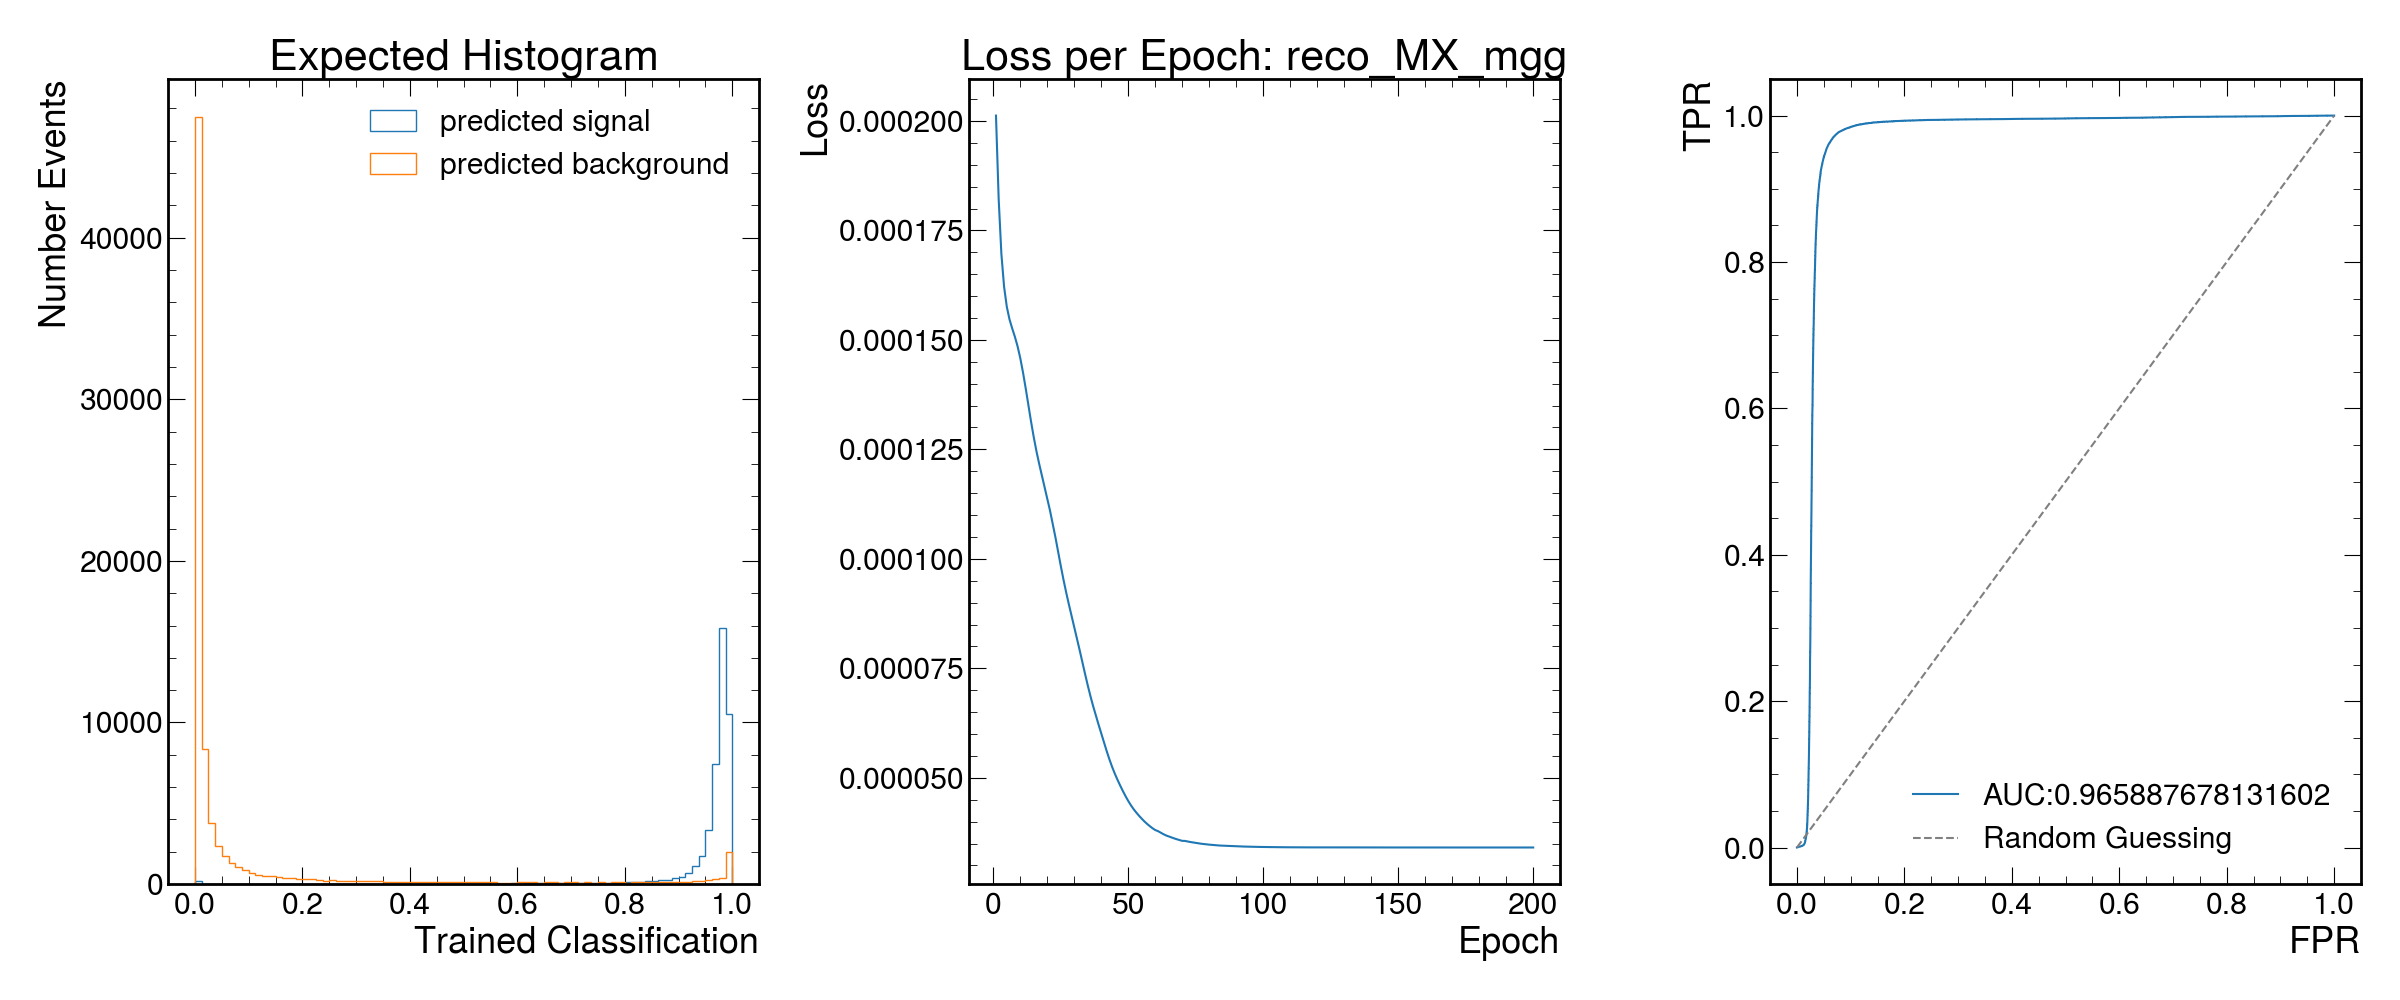 Expected Histogram
Number Events
predicted signal
predicted background
40000
30000
20000
10000
0
0.0 0.2 0.4 0.6 0.8 1.0
Trained Classification
Loss per Epoch: reco_MX_mgg
Loss
0.000200
0.000175
0.000150
0.000125
0.000100
0.000075
0.000050
0 50 100 150 200
Epoch
TPR
1.0
0.8
0.6
0.4
0.2
0.0
AUC:0.965887678131602
Random Guessing
0.0 0.2 0.4 0.6 0.8 1.0
FPR